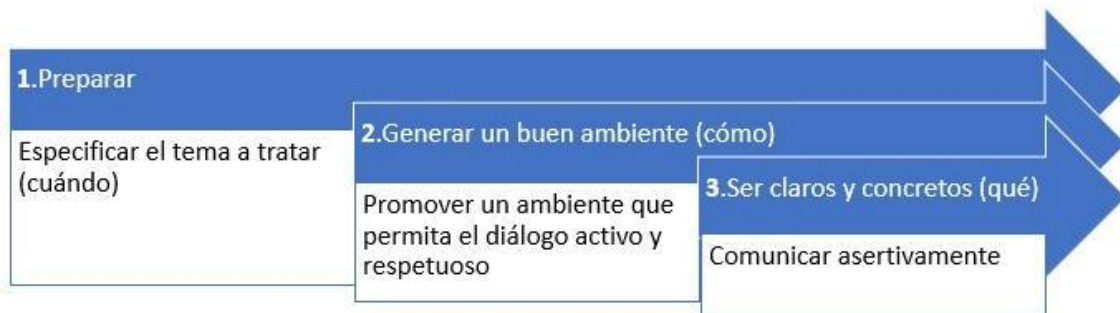 1.Preparar
Especificar el tema a tratar
(cuándo)
2.Generar un buen ambiente (cómo)
Promover un ambiente que
permita el diálogo activo y
respetuoso
3.Ser claros y concretos (qué)
Comunicar asertivamente